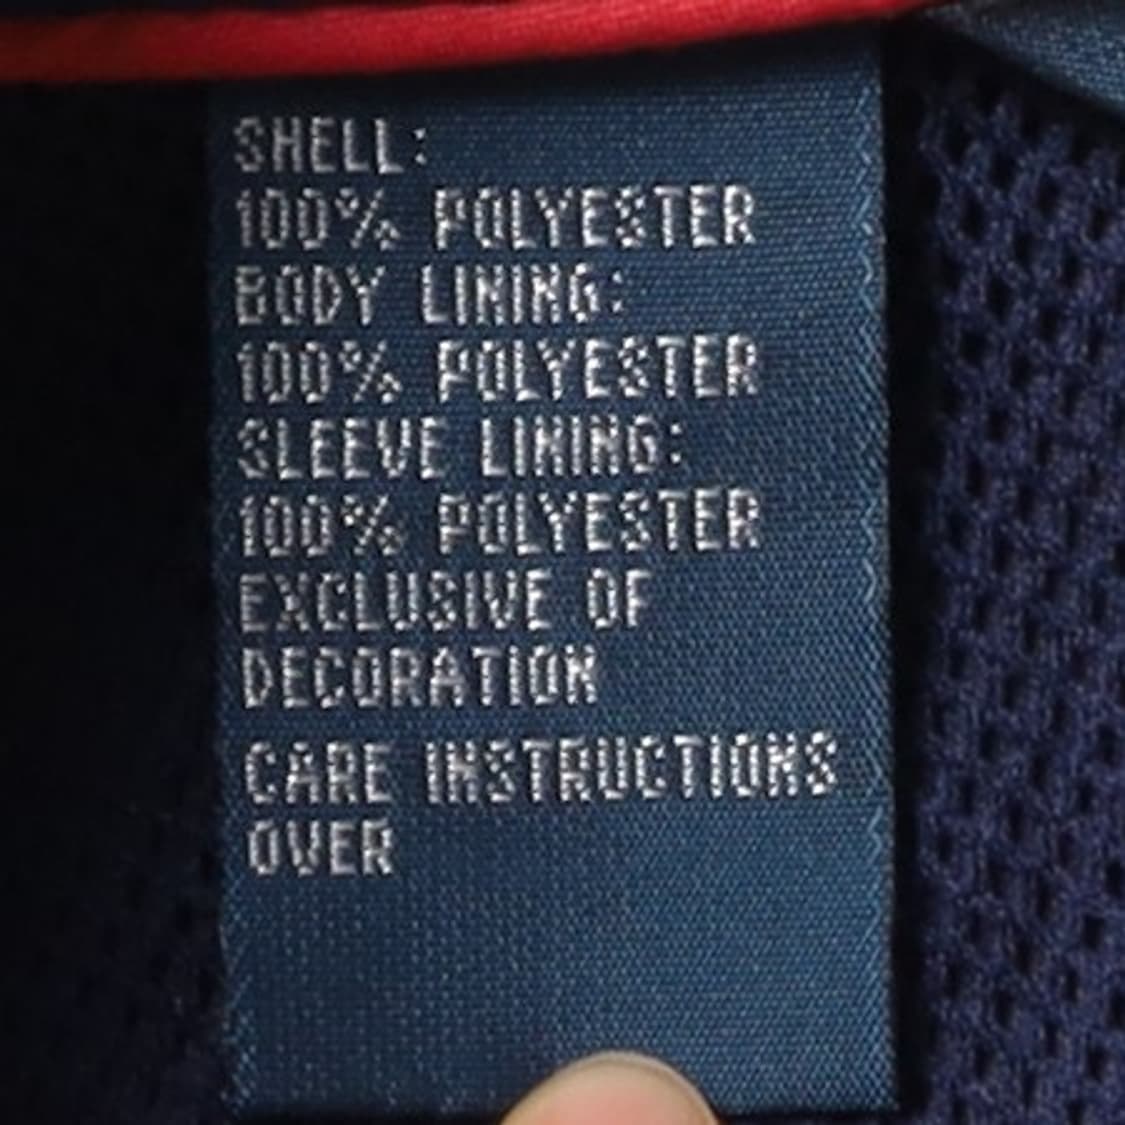 SHELL:
100% POLYESTER
BODY LINING:
100% POLYESTER
SLEEVE LINING:
100% POLYESTER
EXCLUSIVE OF
DECORATION
CARE INSTRUCTIONS
OVER